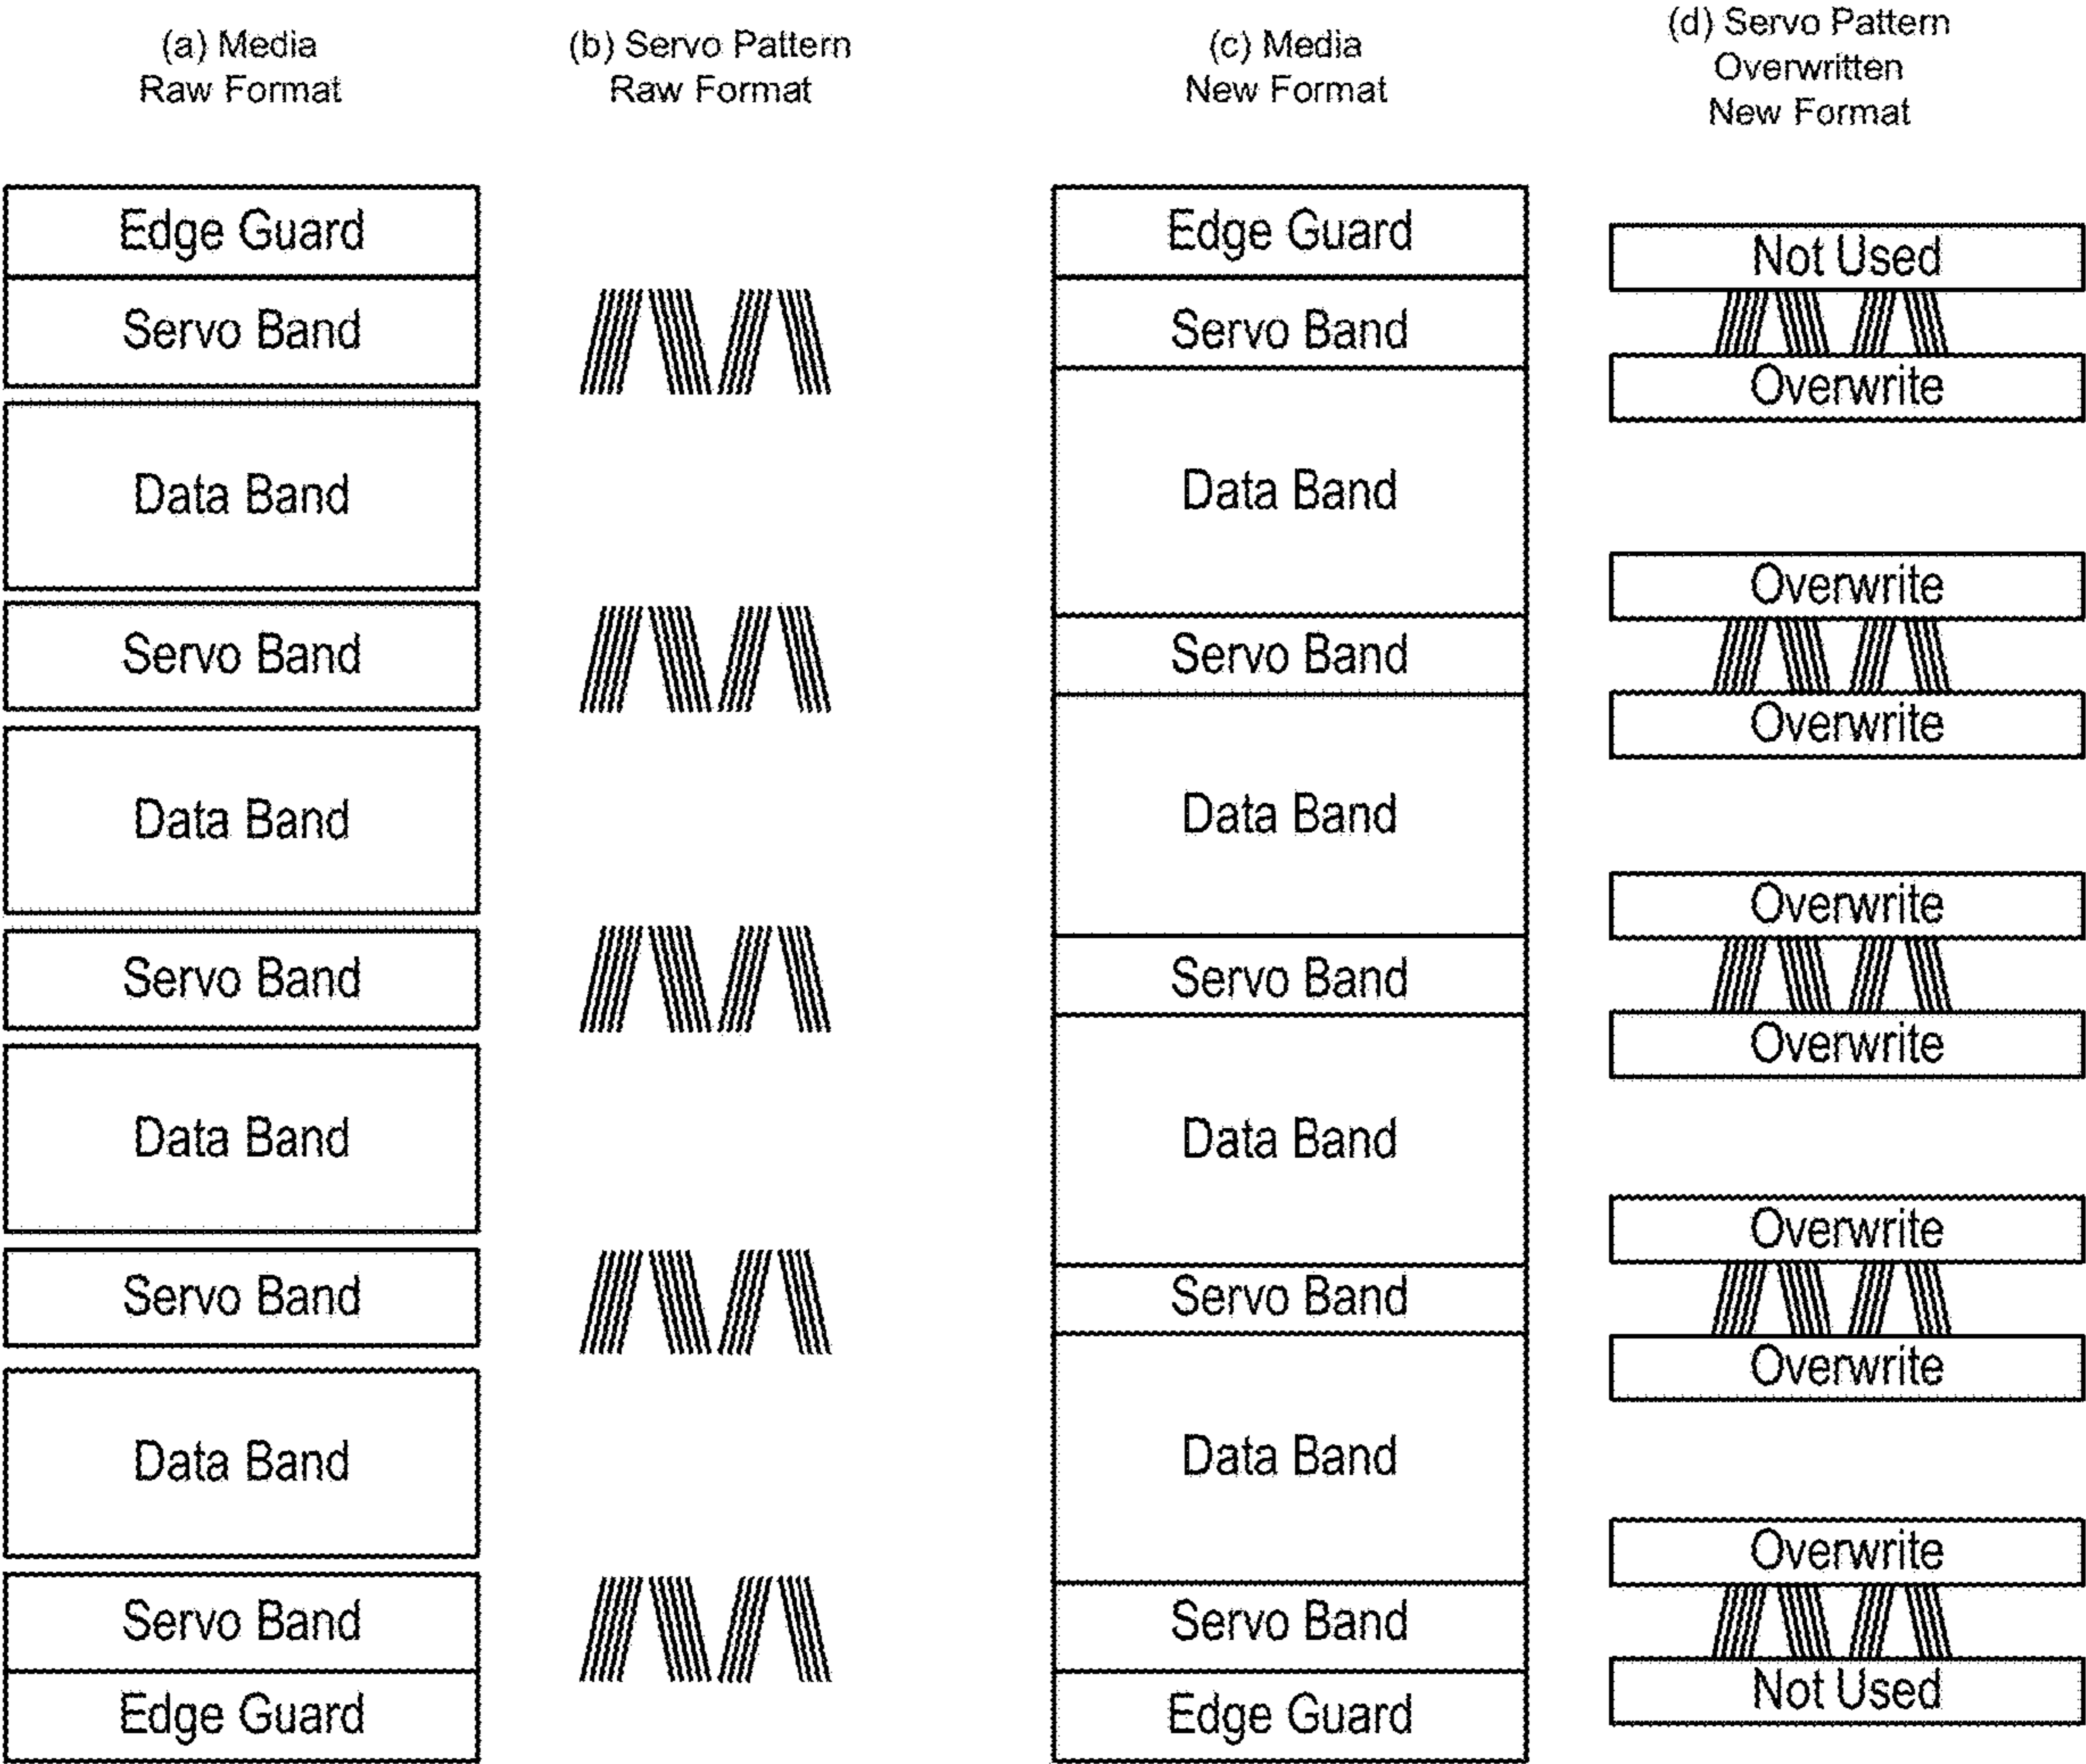 (a) Media
Raw Format
(b) Servo Pattern
Raw Format
(c) Media
New Format
(d) Servo Pattern
Overwritten
New Format
Edge Guard
Servo Band
Data Band
Servo Band
Data Band
Servo Band
Data Band
Servo Band
Data Band
Servo Band
Edge Guard
Edge Guard
Servo Band
Data Band
Servo Band
Data Band
Servo Band
Data Band
Servo Band
Data Band
Servo Band
Edge Guard
Not Used
Overwrite
Overwrite
Overwrite
Overwrite
Overwrite
Overwrite
Overwrite
Overwrite
Not Used